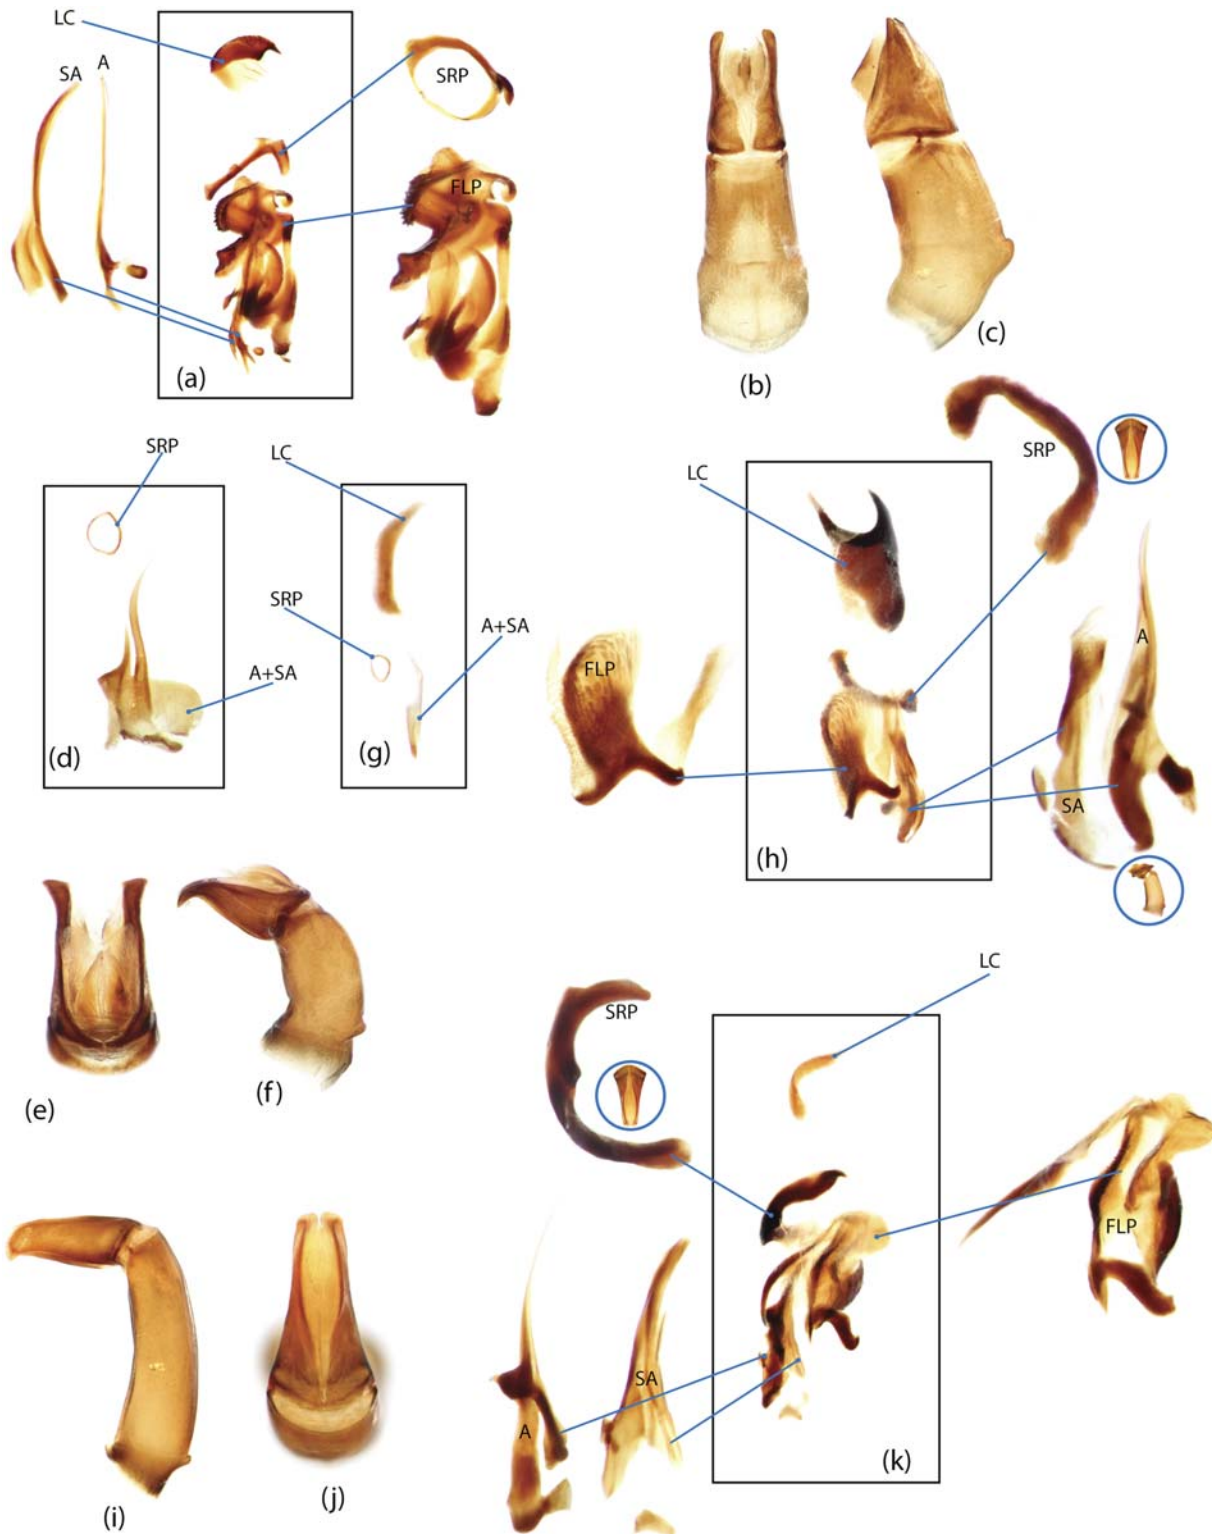 LC
SA
A
SRP
FLP
(a)
(b)
(c)
SRP
A+SA
(d)
LC
SRP
A+SA
(g)
SRP
LC
FLP
A
SA
(h)
(e)
(f)
SRP
LC
FLP
SA
A
(k)
(i)
(j)